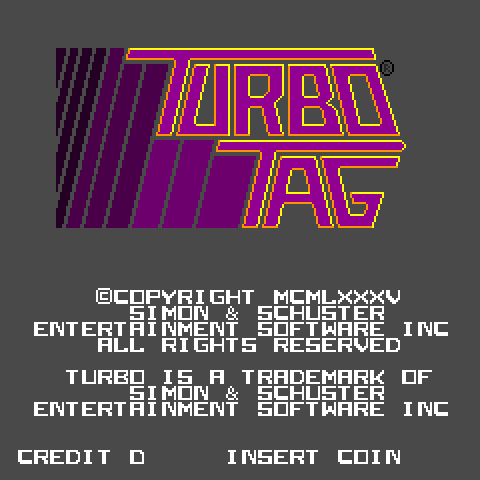 TURBO®
TAG
©COPYRIGHT MCMLXXXV
SIMON & SCHUSTER
ENTERTAINMENT SOFTWARE INC
ALL RIGHTS RESERVED
TURBO IS A TRADEMARK OF
SIMON & SCHUSTER
ENTERTAINMENT SOFTWARE INC
CREDIT 0 INSERT COIN